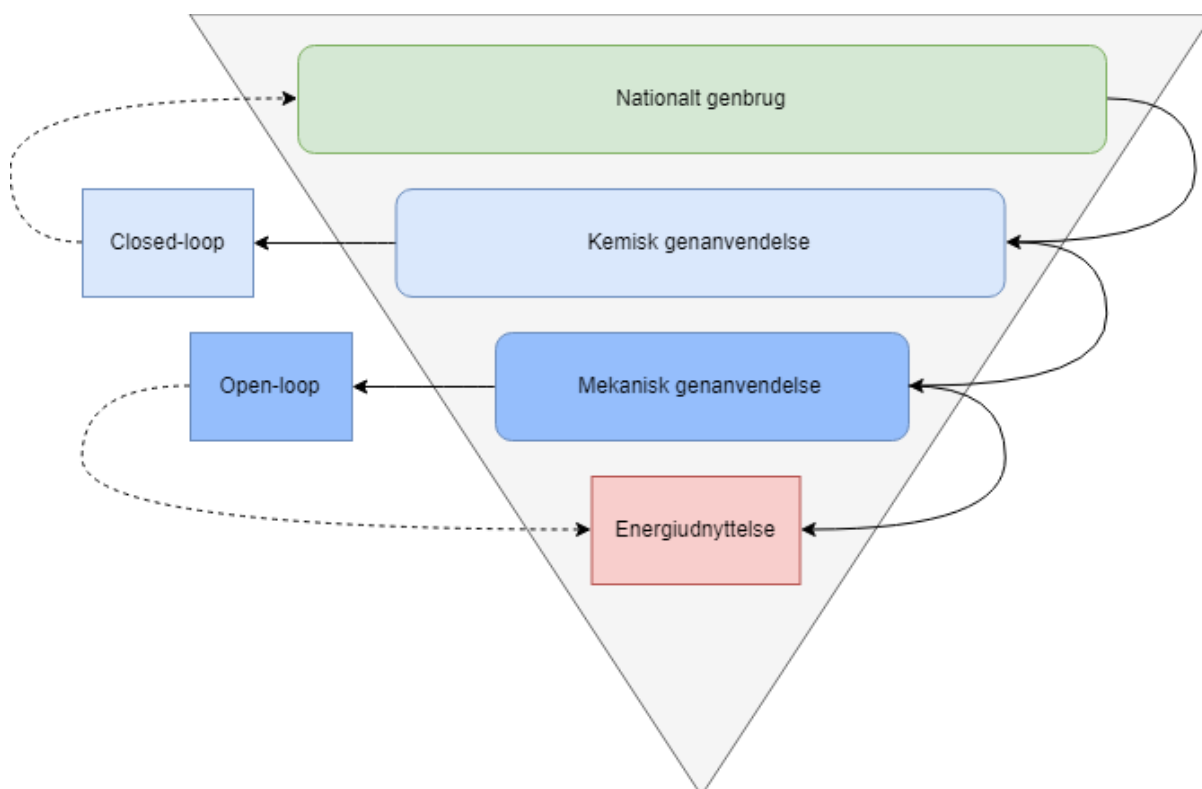 Nationalt genbrug
Closed-loop
Kemisk genanvendelse
Open-loop
Mekanisk genanvendelse
Energiudnyttelse